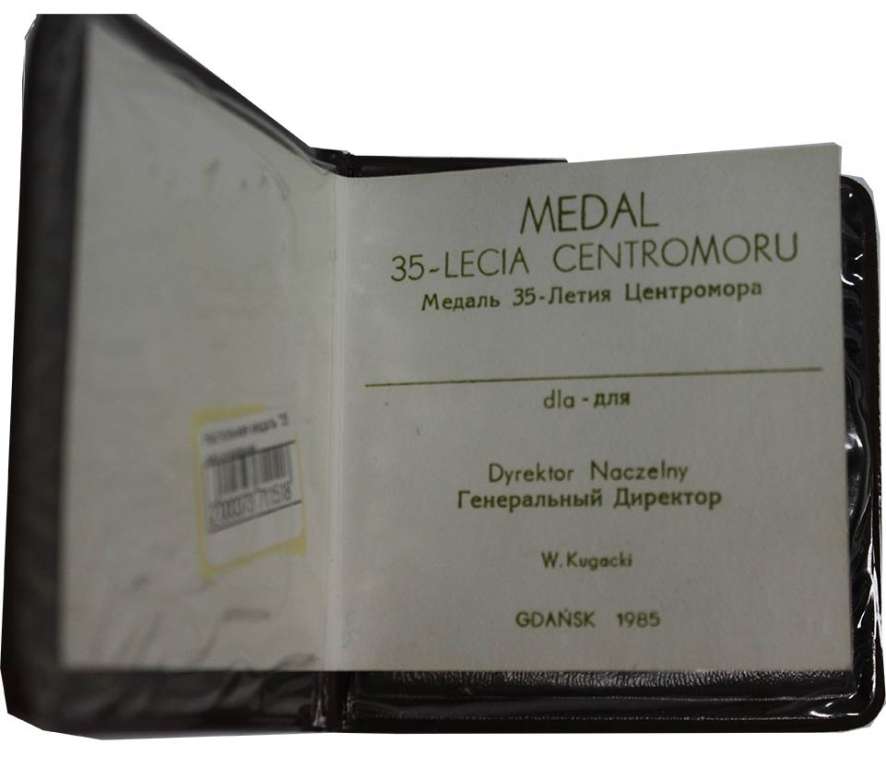 MEDAL
35-LECIA CENTROMORU
Медаль 35-Летия Центромора
dla - для
Dyrektor Naczelny
Генеральный Директор
W. Kugacki
GDAŃSK 1985